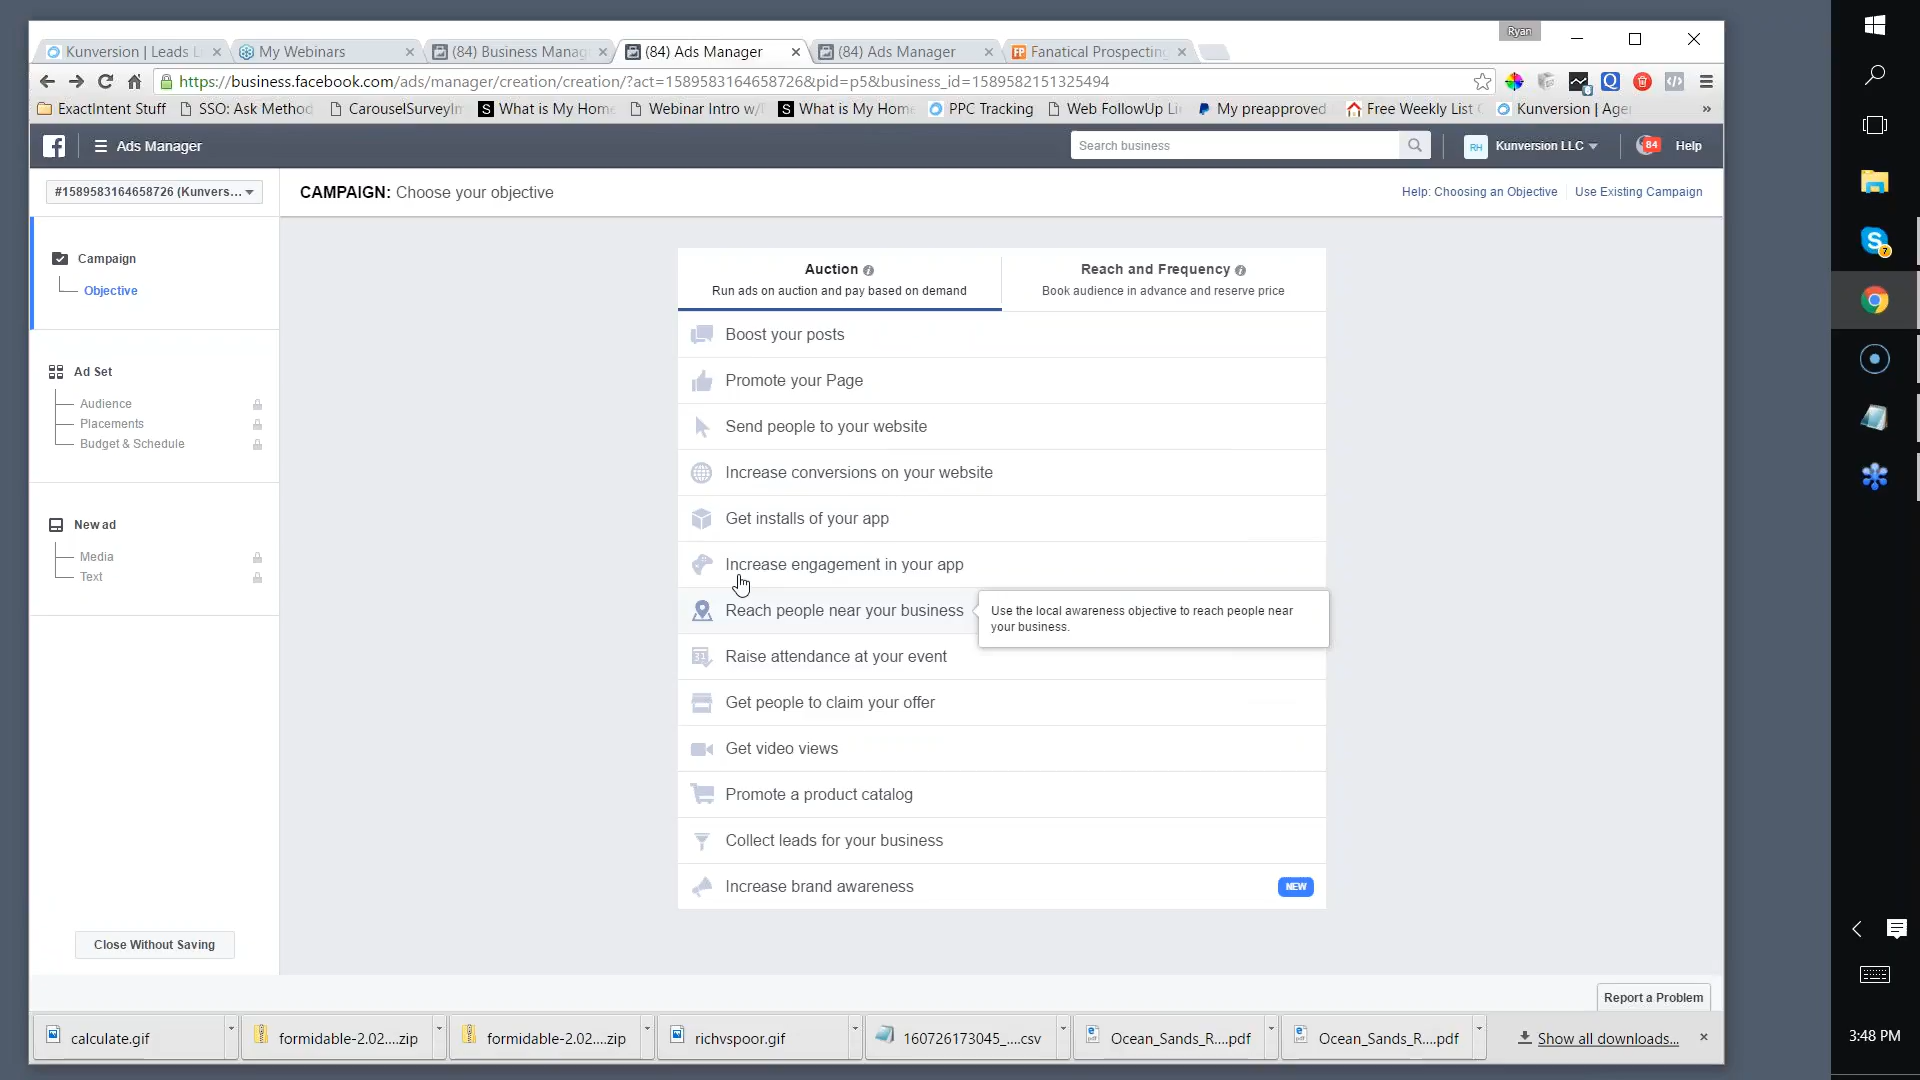 Ryan
Kunversion | Leads L
My Webinars
(84) Business Manag
(84) Ads Manager
(84) Ads Manager
Fanatical Prospecting
https://business.facebook.com/ads/manager/creation/creation/?act=1589583164658726&pid=p5&business_id=1589582151325494
ExactIntent Stuff
SSO: Ask Method
CarouselSurveyIm
What is My Home
Webinar Intro w/
What is My Home
PPC Tracking
Web FollowUp Li
My preapproved
Free Weekly List
Kunversion | Agen
Ads Manager
Search business
RH
Kunversion LLC
84
Help
#1589583164658726 (Kunvers...
CAMPAIGN: Choose your objective
Help: Choosing an Objective
Use Existing Campaign
Campaign
Objective
Ad Set
Audience
Placements
Budget & Schedule
New ad
Media
Text
Close Without Saving
Auction
Run ads on auction and pay based on demand
Reach and Frequency
Book audience in advance and reserve price
Boost your posts
Promote your Page
Send people to your website
Increase conversions on your website
Get installs of your app
Increase engagement in your app
Reach people near your business
Use the local awareness objective to reach people near
your business.
Raise attendance at your event
Get people to claim your offer
Get video views
Promote a product catalog
Collect leads for your business
Increase brand awareness
NEW
Report a Problem
calculate.gif
formidable-2.02....zip
formidable-2.02....zip
richvspoor.gif
160726173045_....csv
Ocean_Sands_R....pdf
Ocean_Sands_R....pdf
Show all downloads...
7
3:48 PM